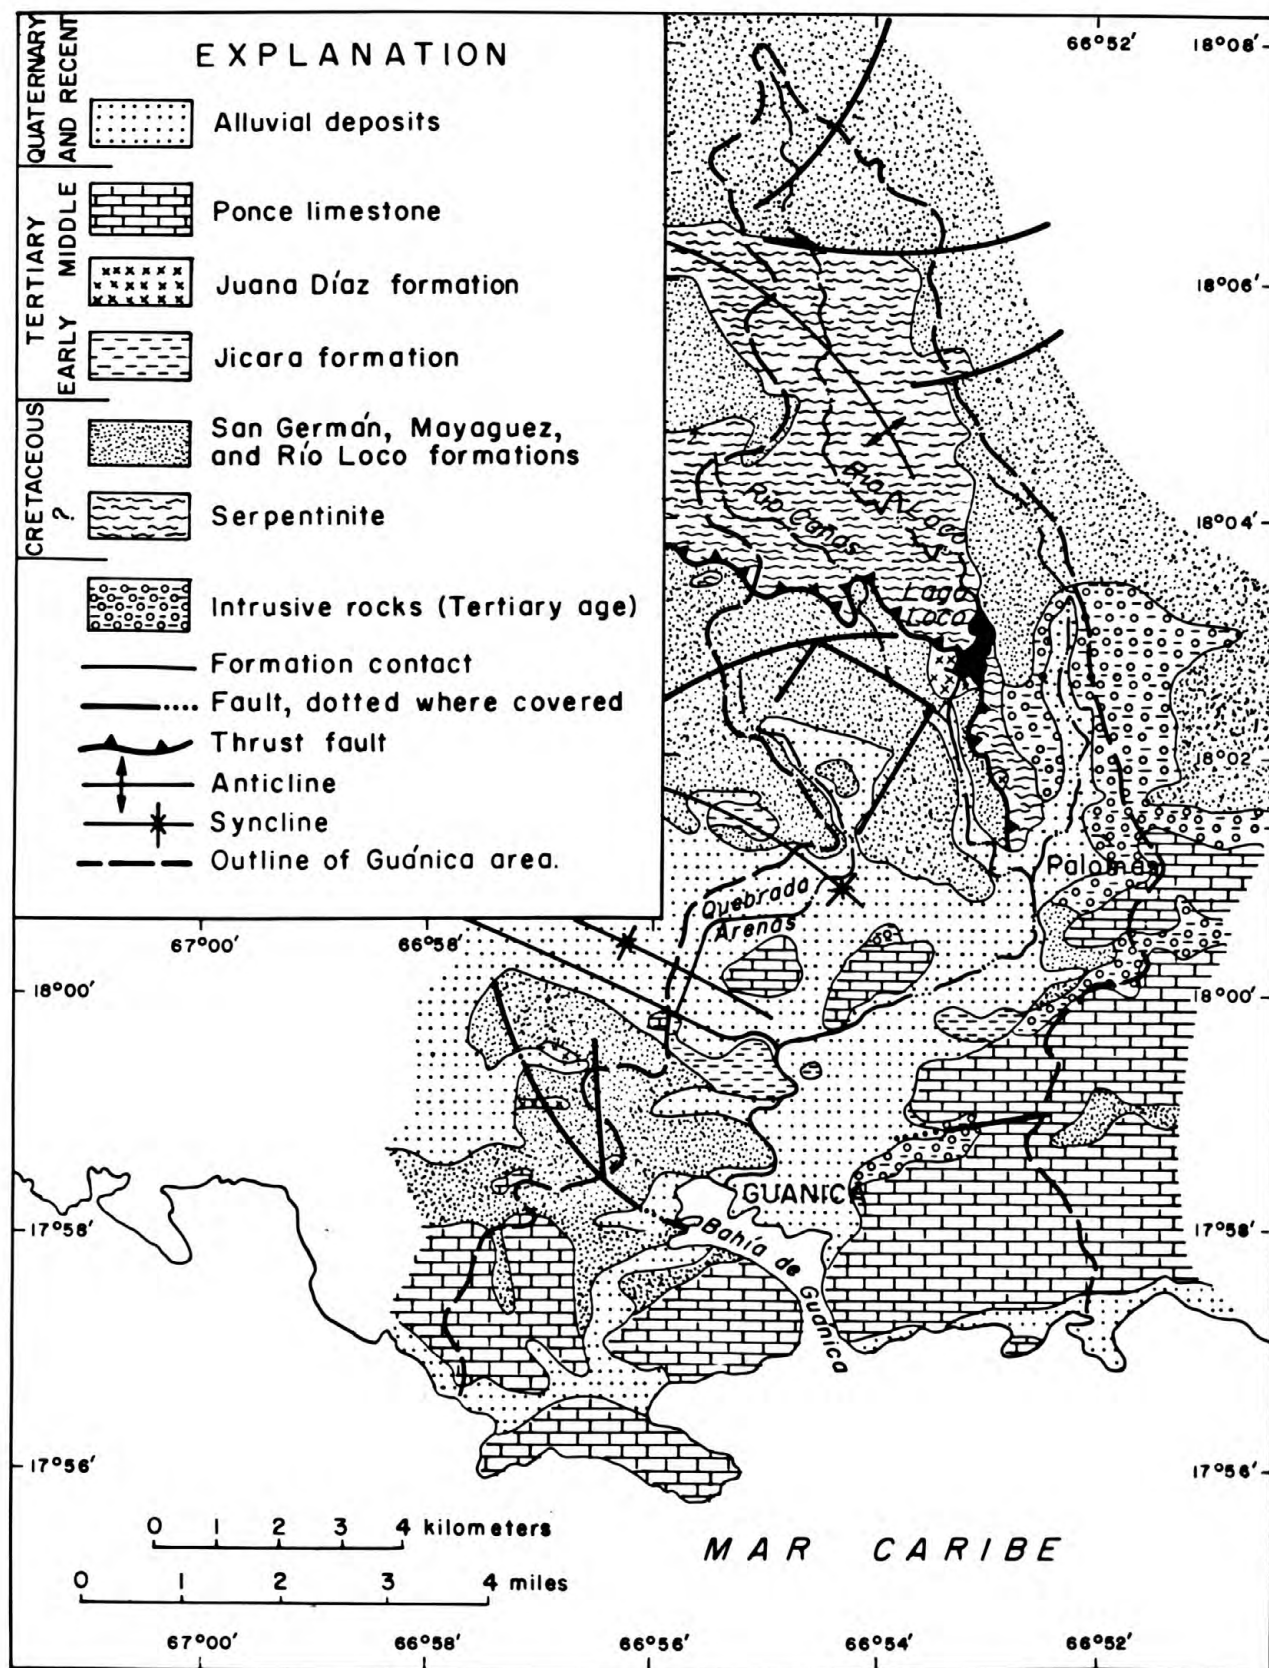 EXPLANATION
QUATERNARY
AND RECENT
Alluvial deposits
TERTIARY
MIDDLE
Ponce limestone
Juana Díaz formation
EARLY
Jicara formation
CRETACEOUS
?
San Germán, Mayaguez,
and Río Loco formations
Serpentinite
Intrusive rocks (Tertiary age)
Formation contact
Fault, dotted where covered
Thrust fault
Anticline
Syncline
Outline of Guánica area.
66°52' 18°08'
18°06'
18°04'
Río Loco
Río Cañas
Lago
Loco
18°02'
Palomas
Quebrada
Arenas
67°00' 66°58'
18°00' 18°00'
GUANICA
17°58' 17°58'
Bahía de Guánica
17°56' 17°56'
0 1 2 3 4 kilometers
MAR CARIBE
0 1 2 3 4 miles
67°00' 66°58' 66°56' 66°54' 66°52'